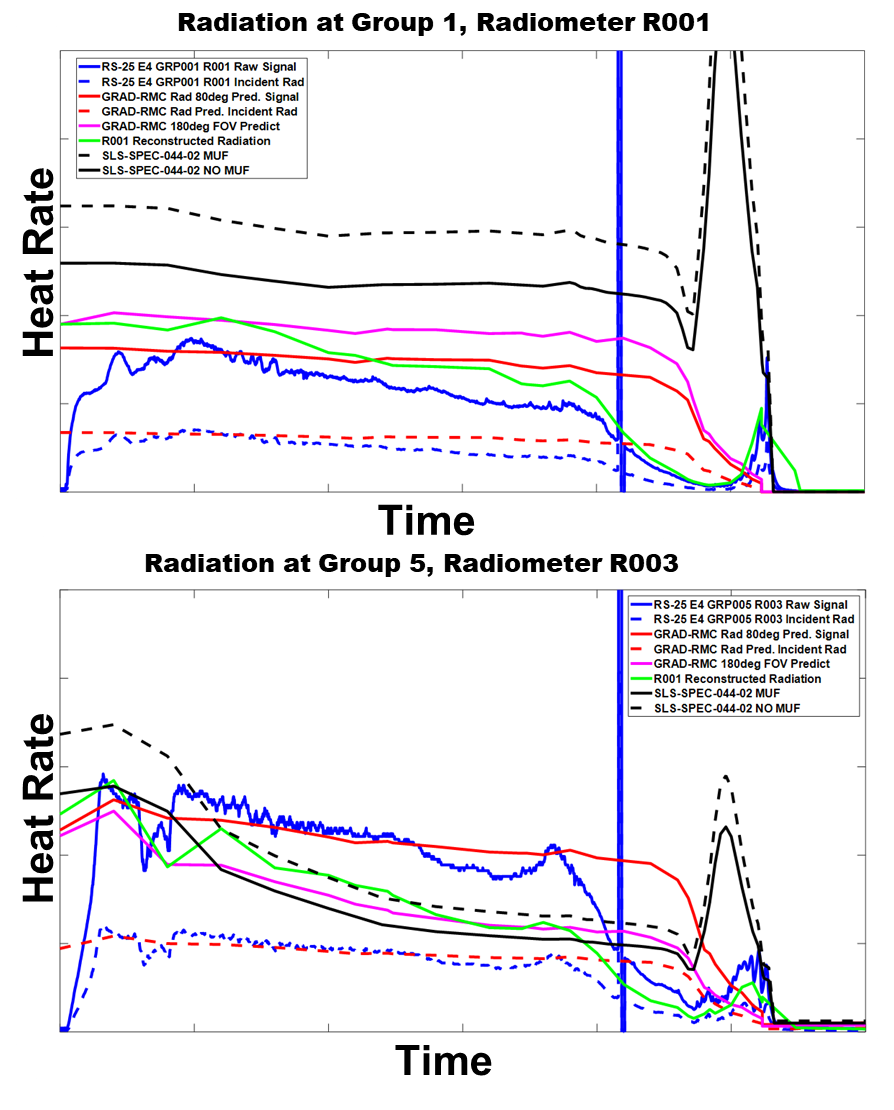 Radiation at Group 1, Radiometer R001
RS-25 E4 GRP001 R001 Raw Signal
RS-25 E4 GRP001 R001 Incident Rad
GRAD-RMC Rad 80deg Pred. Signal
GRAD-RMC Rad Pred. Incident Rad
GRAD-RMC 180deg FOV Predict
R001 Reconstructed Radiation
SLS-SPEC-044-02 MUF
SLS-SPEC-044-02 NO MUF
Heat Rate
Time
Radiation at Group 5, Radiometer R003
RS-25 E4 GRP005 R003 Raw Signal
RS-25 E4 GRP005 R003 Incident Rad
GRAD-RMC Rad 80deg Pred. Signal
GRAD-RMC Rad Pred. Incident Rad
GRAD-RMC 180deg FOV Predict
R001 Reconstructed Radiation
SLS-SPEC-044-02 MUF
SLS-SPEC-044-02 NO MUF
Heat Rate
Time